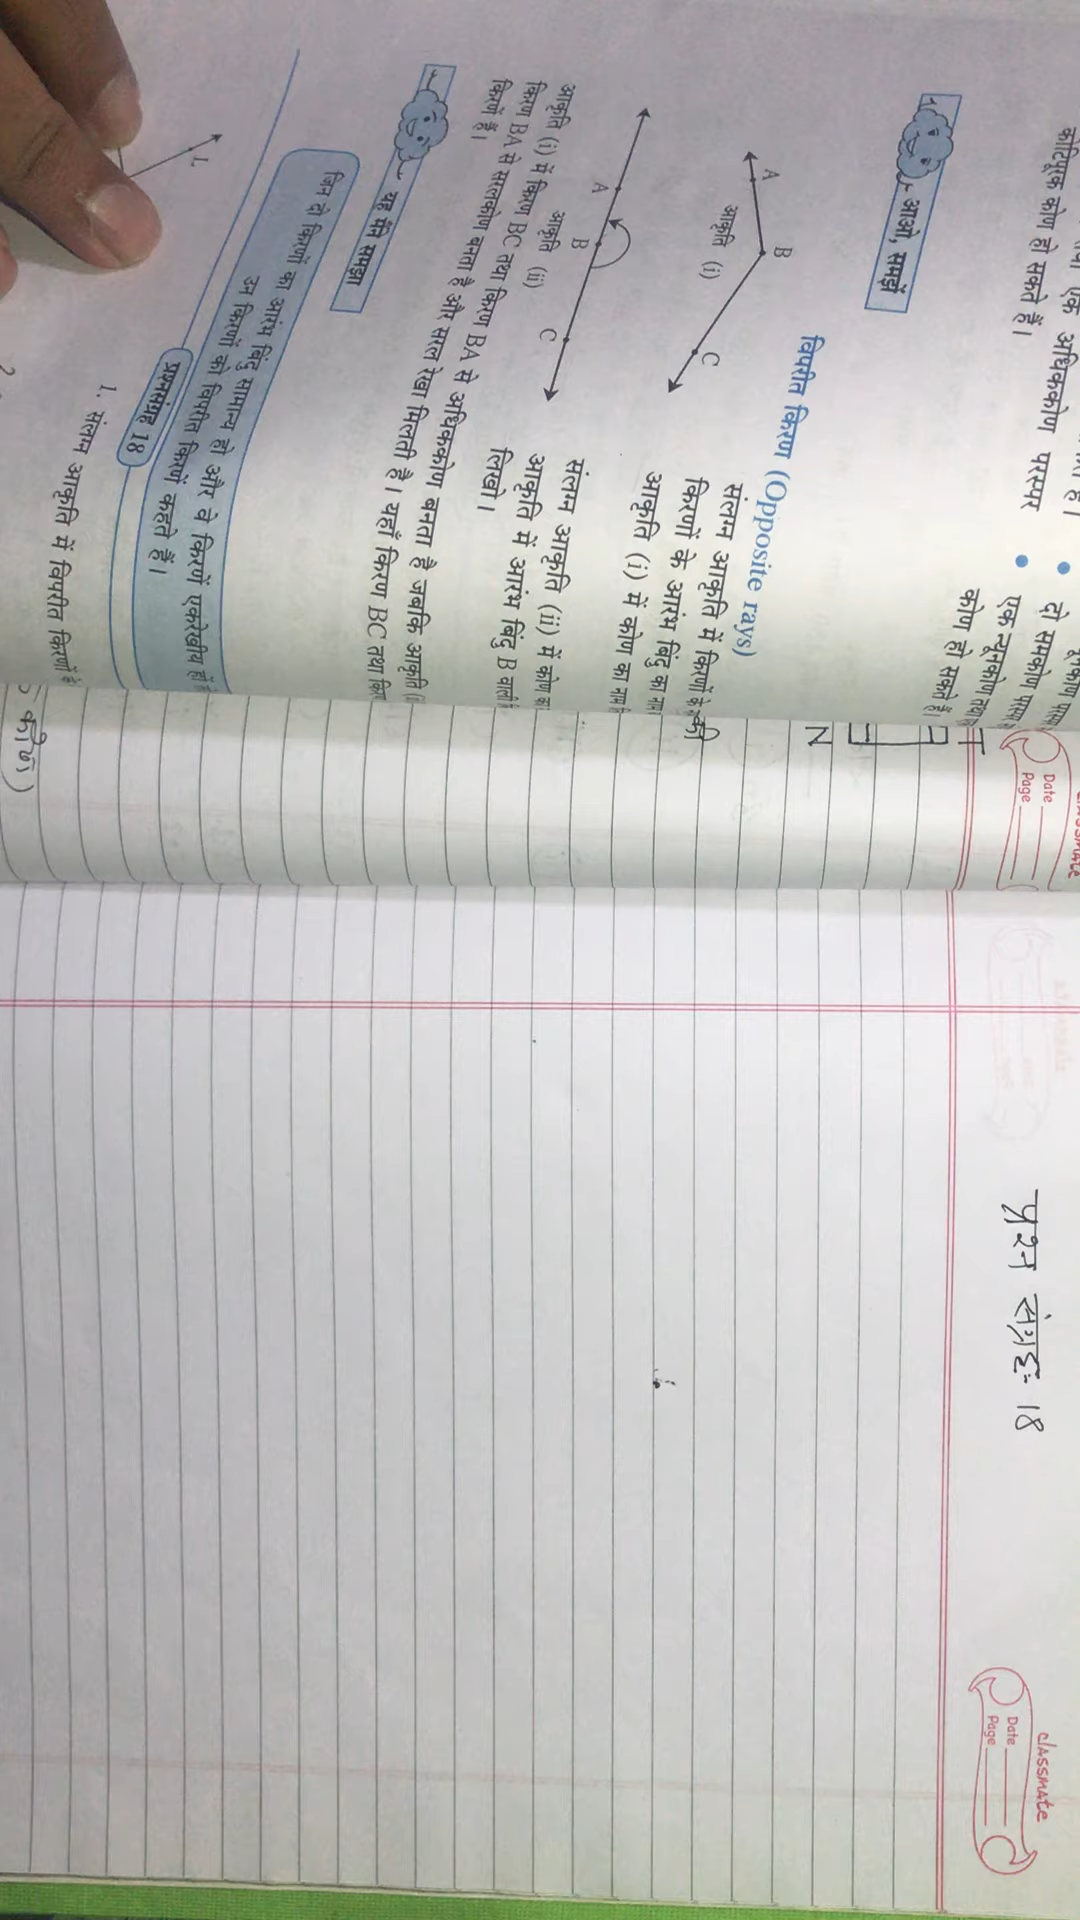 कोटिपूरक कोण हो सकते हैं।
एक अधिककोण परस्पर
दो समकोण
एक न्यूनकोण तथा
कोण हो सकते हैं।
आओ, समझें
विपरीत किरण (Opposite rays)
A
B
C
आकृति (i)
संलग्न आकृति में किरणों के
किरणों के आरंभ बिंदु का नाम
आकृति (i) में कोण का नाम
A
B
C
आकृति (ii)
संलग्न आकृति (ii) में कोण का
आकृति में आरंभ बिंदु B वाली
लिखो।
आकृति (i) में किरण BC तथा किरण BA से अधिककोण बनता है जबकि आकृति
किरण BA से सरलकोण बनता है और सरल रेखा मिलती है। यहाँ किरण BC तथा
किरणें हैं।
यह मैंने समझा
जिन दो किरणों का आरंभ बिंदु सामान्य हो और वे किरणें एकरेखीय हों
उन किरणों को विपरीत किरणें कहते हैं।
प्रश्नसंग्रह 18
1. संलग्न आकृति में विपरीत किरणों के
L
classmate
Date
Page
N
प्रश्न संग्रह:- 18
classmate
Date
Page